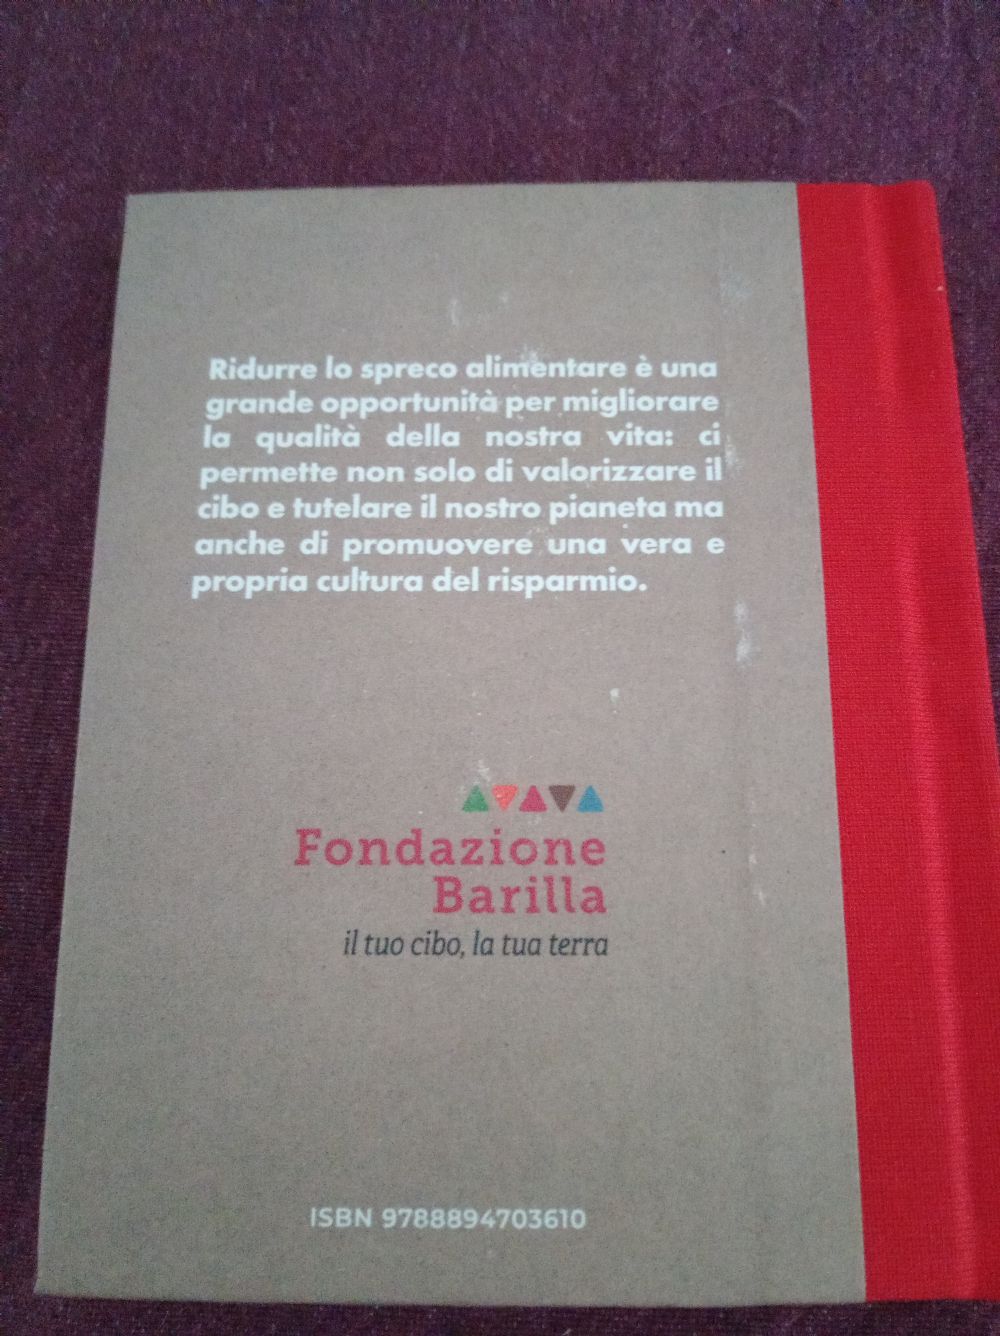 Ridurre lo spreco alimentare è una
grande opportunità per migliorare
la qualità della nostra vita: ci
permette non solo di valorizzare il
cibo e tutelare il nostro pianeta ma
anche di promuovere una vera e
propria cultura del risparmio.
Fondazione
Barilla
il tuo cibo, la tua terra
ISBN 9788894703610